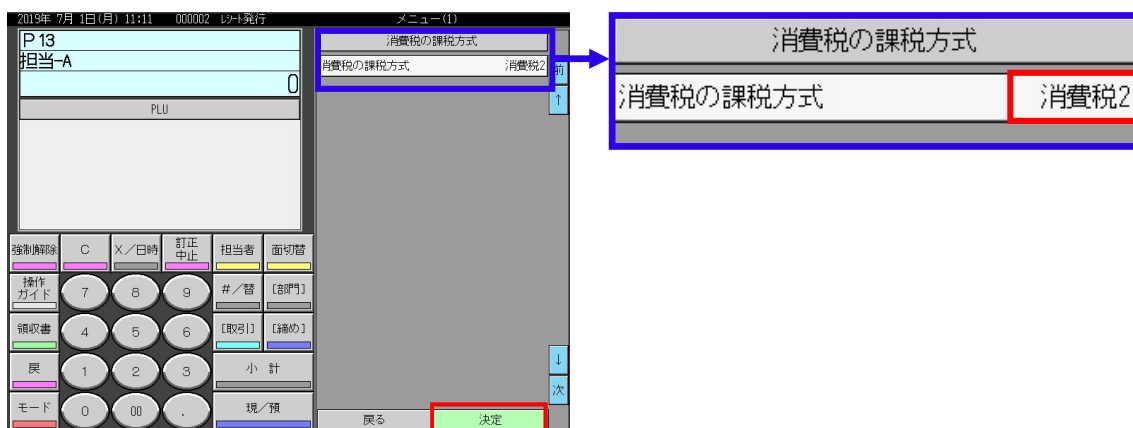 2019年 7月 1日(月) 11:11 000002 レシート発行 メニュー(1)
P13
担当-A
0
PLU
消費税の課税方式
消費税の課税方式 消費税2
前
↑
↓
次
戻る 決定
強制解除 C X/日時 訂正中止 担当者 面切替
操作ガイド 7 8 9 #/替 [部門]
領収書 4 5 6 [取引] [締め]
戻 1 2 3 小 計
モード 0 00 . 現/預
消費税の課税方式
消費税の課税方式 消費税2